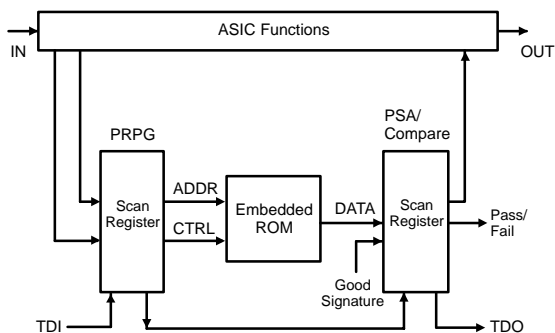 ASIC Functions
IN
OUT
PRPG
PSA/
Compare
Scan
Register
ADDR
CTRL
Embedded
ROM
DATA
Scan
Register
Pass/
Fail
Good
Signature
TDI
TDO